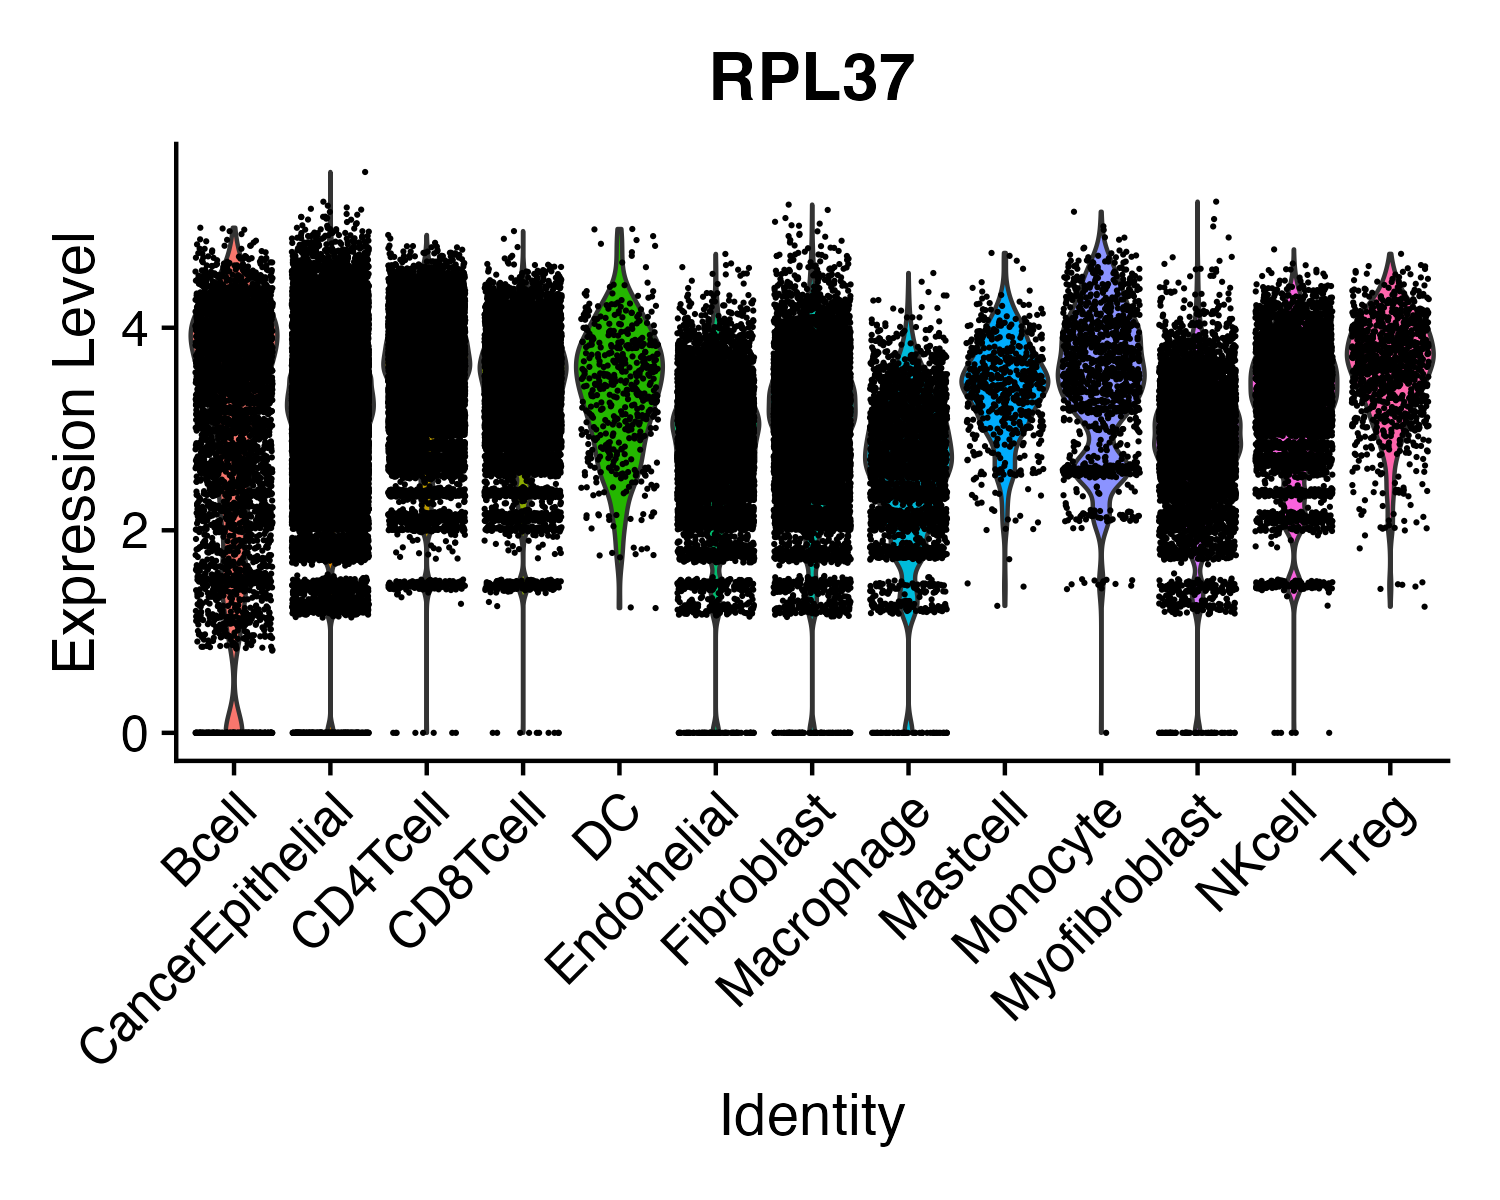 RPL37
Expression Level
4
2
0
Bcell
CancerEpithelial
CD4Tcell
CD8Tcell
DC
Endothelial
Fibroblast
Macrophage
Mastcell
Monocyte
Myofibroblast
NKcell
Treg
Identity